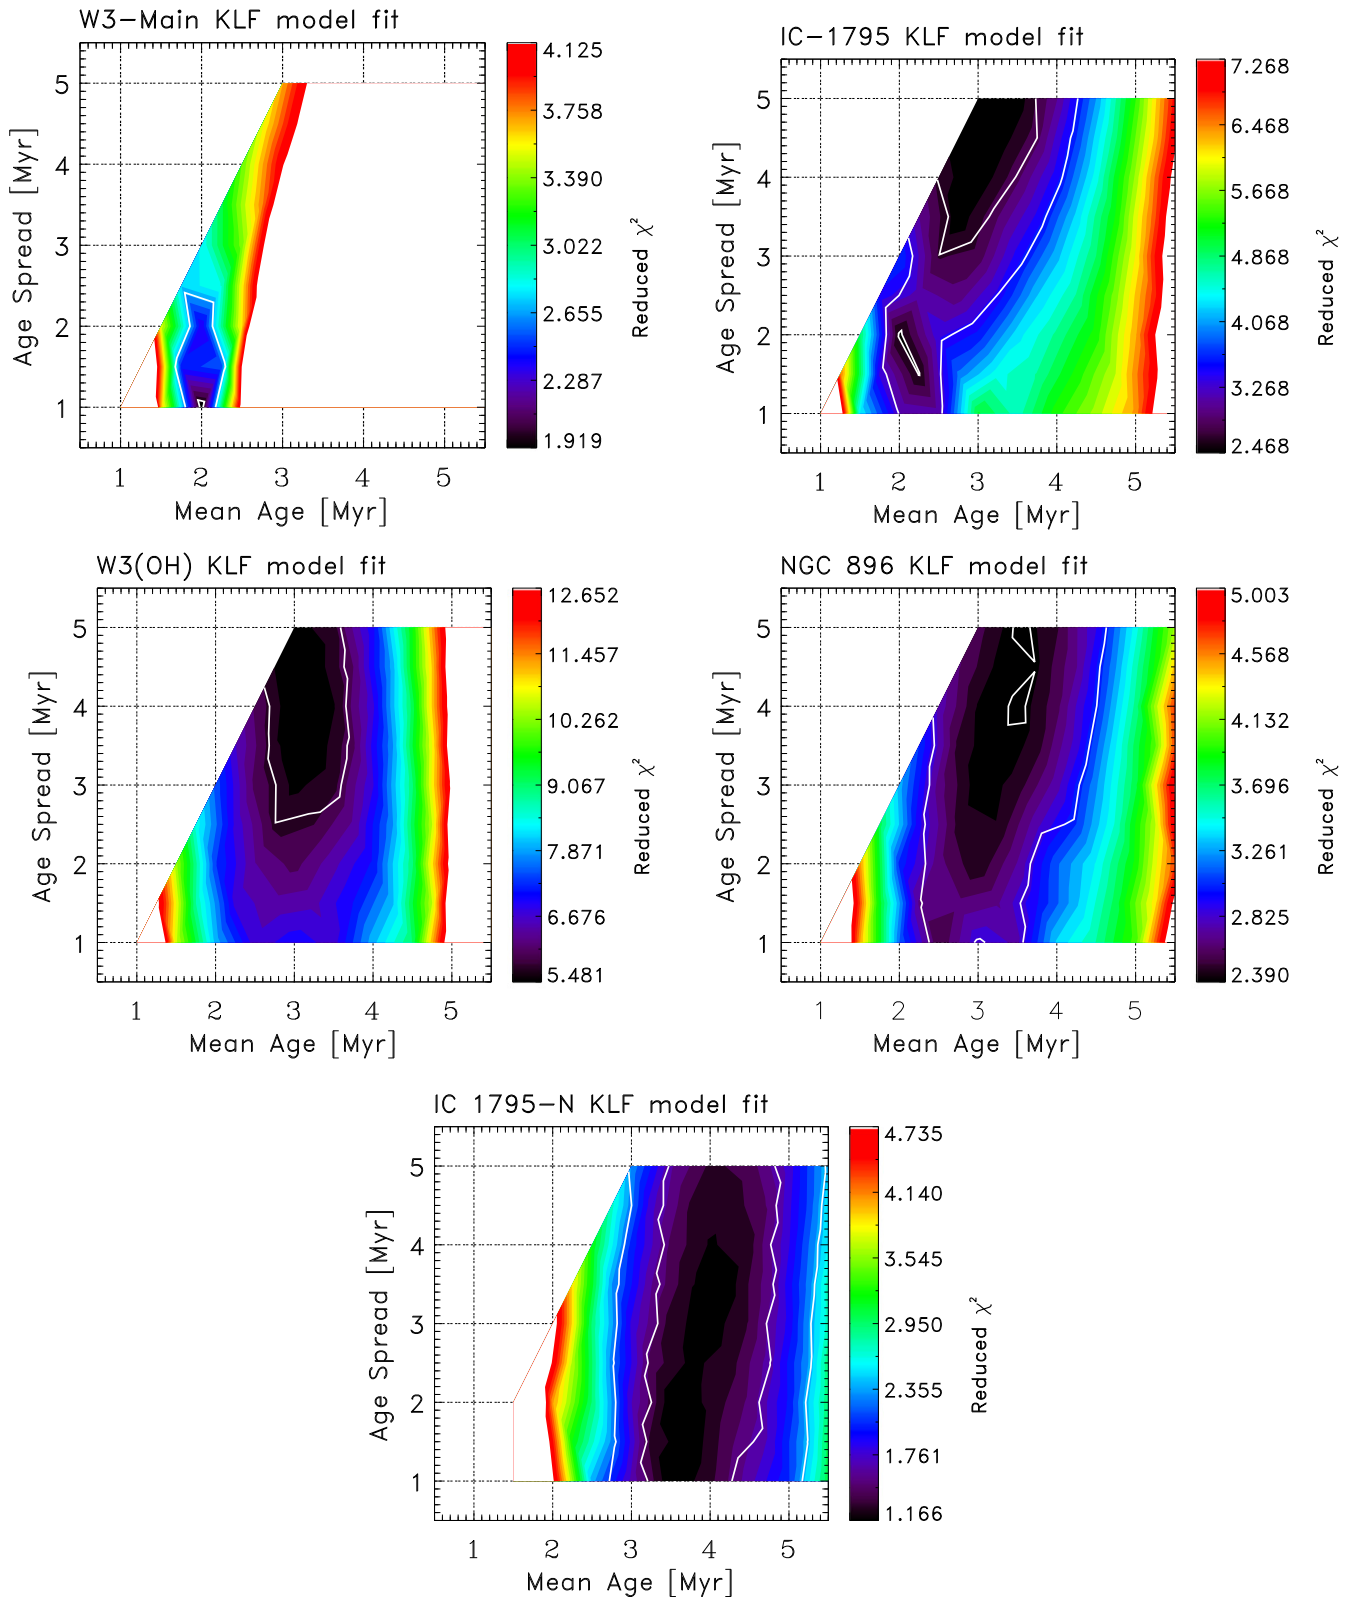 W3-Main KLF model fit
Age Spread [Myr]
5
4
3
2
1
1 2 3 4 5
Mean Age [Myr]
4.125
3.758
3.390
3.022
2.655
2.287
1.919
Reduced χ²
IC-1795 KLF model fit
Age Spread [Myr]
5
4
3
2
1
1 2 3 4 5
Mean Age [Myr]
7.268
6.468
5.668
4.868
4.068
3.268
2.468
Reduced χ²
W3(OH) KLF model fit
Age Spread [Myr]
5
4
3
2
1
1 2 3 4 5
Mean Age [Myr]
12.652
11.457
10.262
9.067
7.871
6.676
5.481
Reduced χ²
NGC 896 KLF model fit
Age Spread [Myr]
5
4
3
2
1
1 2 3 4 5
Mean Age [Myr]
5.003
4.568
4.132
3.696
3.261
2.825
2.390
Reduced χ²
IC 1795-N KLF model fit
Age Spread [Myr]
5
4
3
2
1
1 2 3 4 5
Mean Age [Myr]
4.735
4.140
3.545
2.950
2.355
1.761
1.166
Reduced χ²